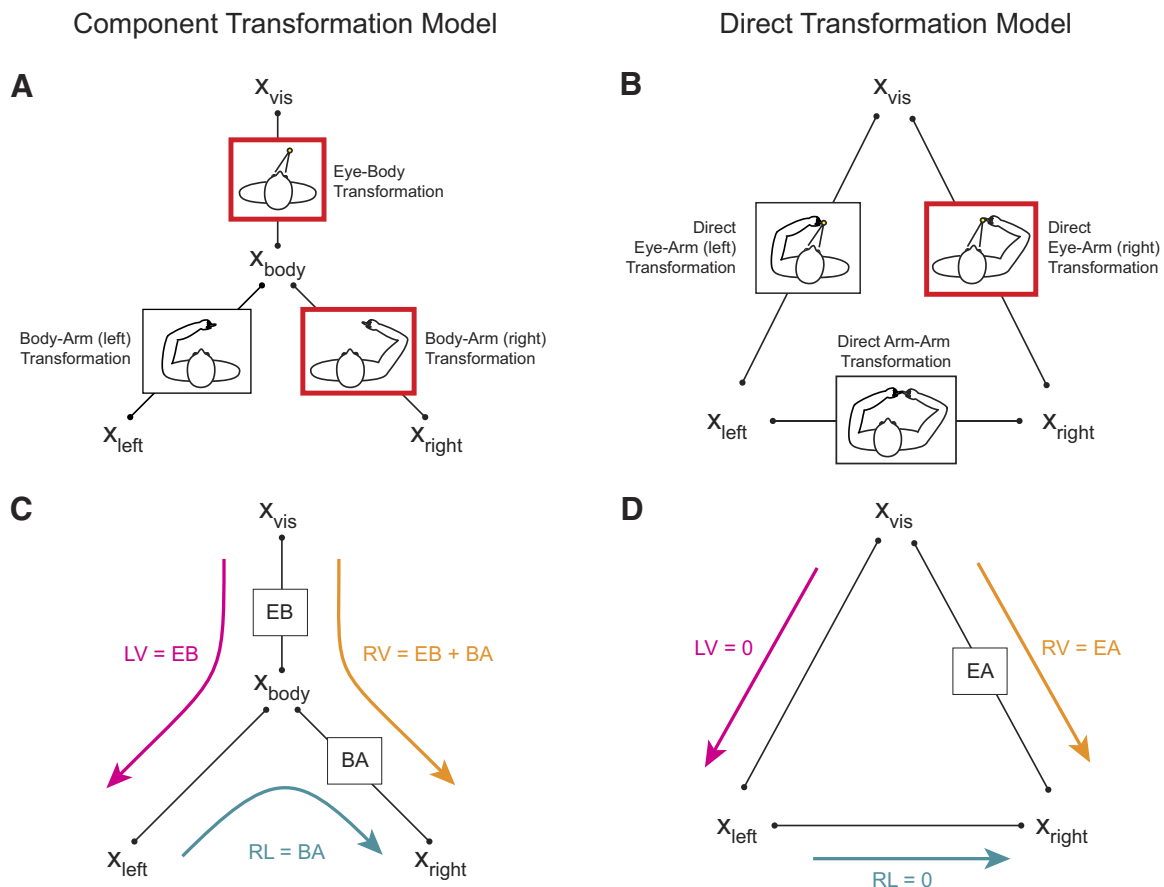 Component Transformation Model
Direct Transformation Model
A
x_vis
Eye-Body
Transformation
x_body
Body-Arm (left)
Transformation
Body-Arm (right)
Transformation
x_left
x_right
B
x_vis
Direct
Eye-Arm (left)
Transformation
Direct
Eye-Arm (right)
Transformation
Direct Arm-Arm
Transformation
x_left
x_right
C
x_vis
EB
LV = EB
RV = EB + BA
x_body
BA
RL = BA
x_left
x_right
D
x_vis
LV = 0
RV = EA
EA
x_left
x_right
RL = 0